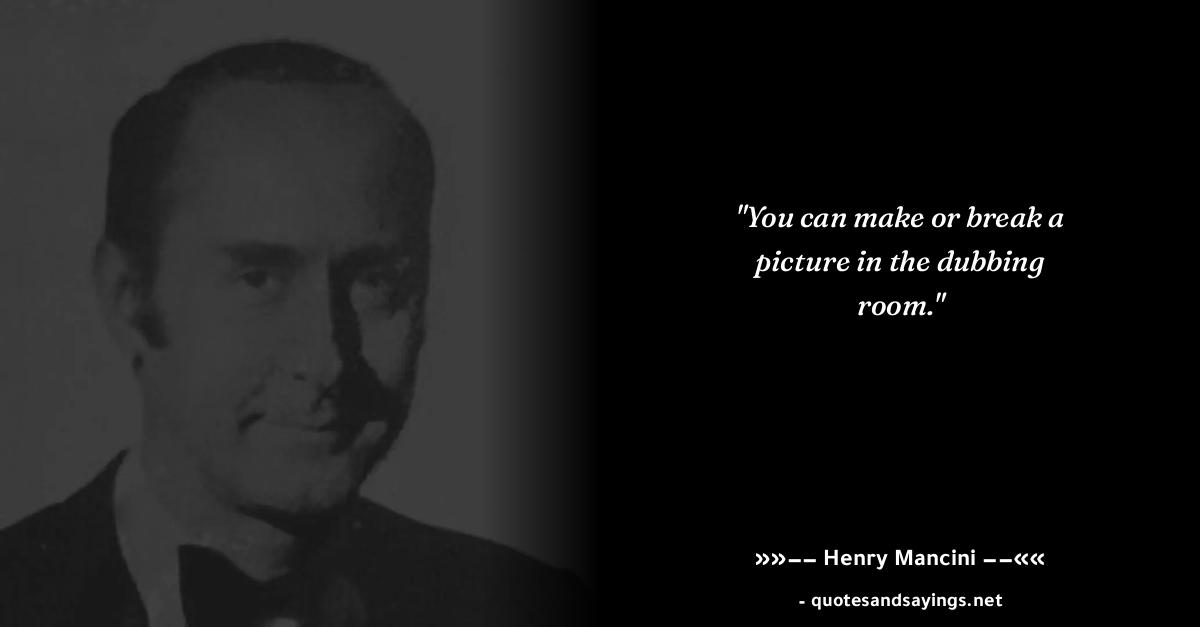 "You can make or break a
picture in the dubbing
room."
»»−− Henry Mancini −−««
- quotesandsayings.net